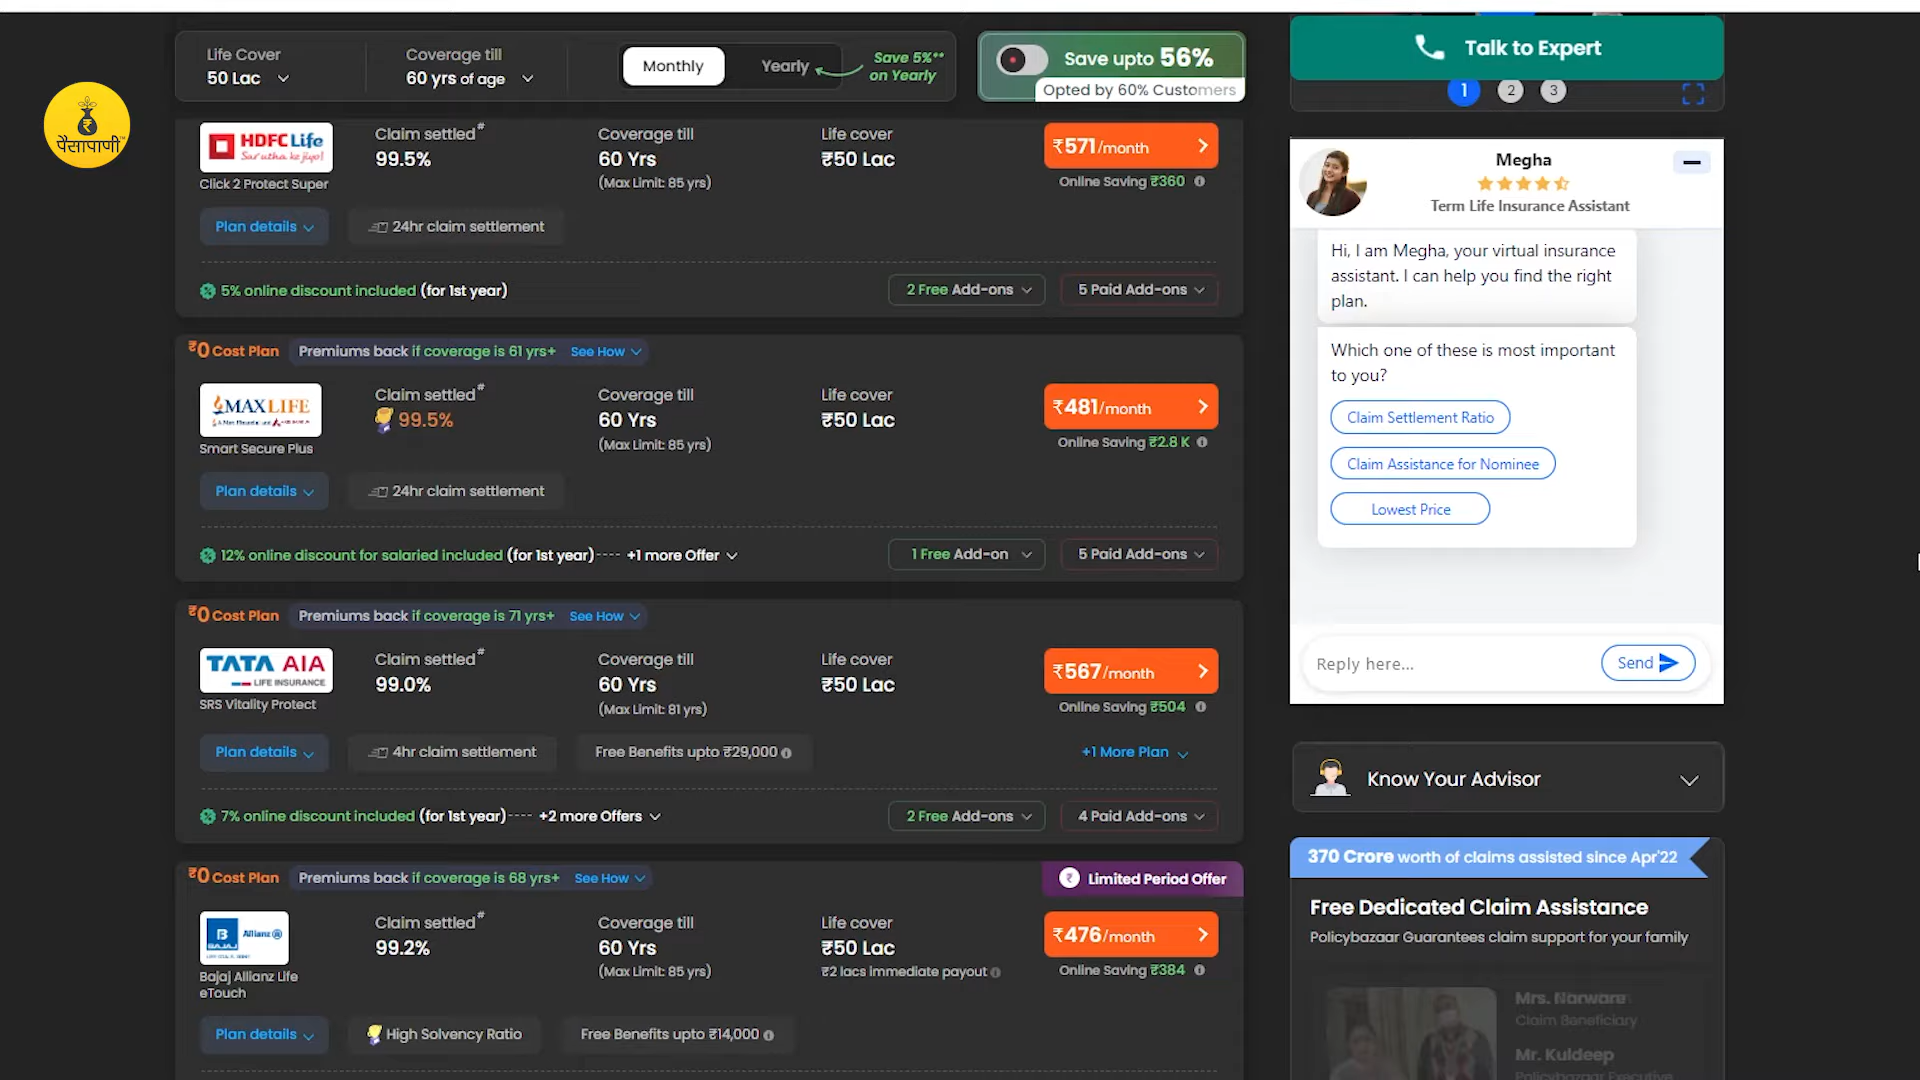 पैसापाणी
Life Cover
50 Lac
Coverage till
60 yrs of age
Monthly
Yearly
Save 5%**
on Yearly
Save upto 56%
Opted by 60% Customers
HDFC Life
Sar utha ke jiyo!
Click 2 Protect Super
Claim settled#
99.5%
Coverage till
60 Yrs
(Max Limit: 85 yrs)
Life cover
₹50 Lac
₹571/month
Online Saving ₹360
Plan details
24hr claim settlement
5% online discount included (for 1st year)
2 Free Add-ons
5 Paid Add-ons
₹0 Cost Plan
Premiums back if coverage is 61 yrs+ See How
MAX LIFE
Smart Secure Plus
Claim settled#
99.5%
Coverage till
60 Yrs
(Max Limit: 85 yrs)
Life cover
₹50 Lac
₹481/month
Online Saving ₹2.8 K
Plan details
24hr claim settlement
12% online discount for salaried included (for 1st year)---- +1 more Offer
1 Free Add-on
5 Paid Add-ons
₹0 Cost Plan
Premiums back if coverage is 71 yrs+ See How
TATA AIA
LIFE INSURANCE
SRS Vitality Protect
Claim settled#
99.0%
Coverage till
60 Yrs
(Max Limit: 81 yrs)
Life cover
₹50 Lac
₹567/month
Online Saving ₹504
Plan details
4hr claim settlement
Free Benefits upto ₹29,000
+1 More Plan
7% online discount included (for 1st year)---- +2 more Offers
2 Free Add-ons
4 Paid Add-ons
₹0 Cost Plan
Premiums back if coverage is 68 yrs+ See How
Limited Period Offer
B
BAJAJ
Allianz
Bajaj Allianz Life
eTouch
Claim settled#
99.2%
Coverage till
60 Yrs
(Max Limit: 85 yrs)
Life cover
₹50 Lac
₹2 lacs immediate payout
₹476/month
Online Saving ₹384
Plan details
High Solvency Ratio
Free Benefits upto ₹14,000
Talk to Expert
1 2 3
Megha
Term Life Insurance Assistant
Hi, I am Megha, your virtual insurance
assistant. I can help you find the right
plan.
Which one of these is most important
to you?
Claim Settlement Ratio
Claim Assistance for Nominee
Lowest Price
Reply here...
Send
Know Your Advisor
370 Crore worth of claims assisted since Apr'22
Free Dedicated Claim Assistance
Policybazaar Guarantees claim support for your family
Mrs. Narware
Claim Beneficiary
Mr. Kuldeep
Policybazaar Executive